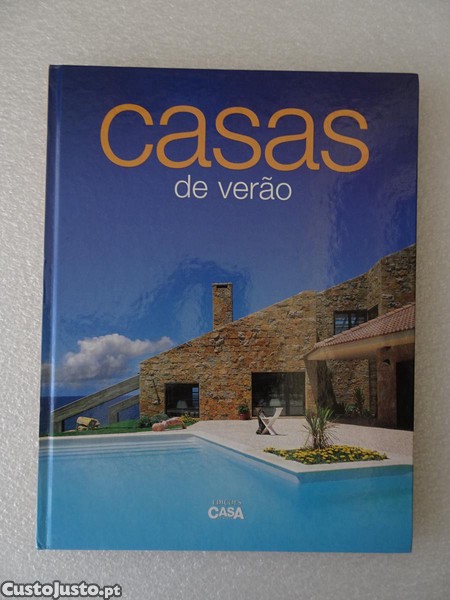 casas
de verão
EDIÇÕES
CASA
CustoJusto.pt